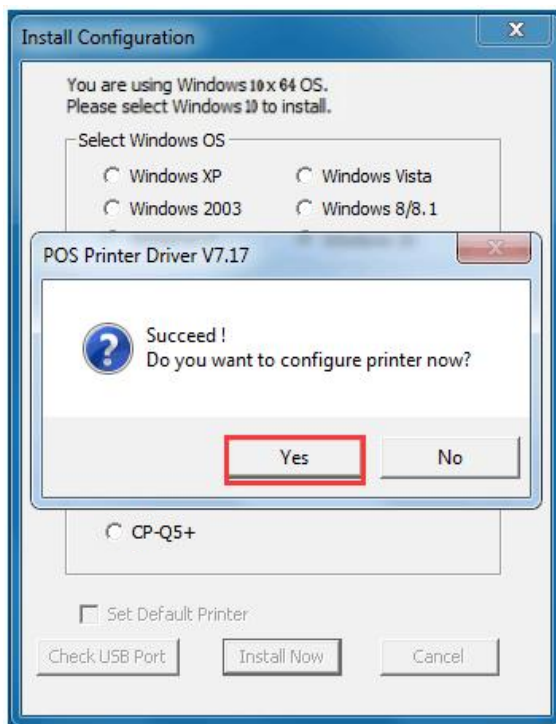 Install Configuration
X
You are using Windows 10 x 64 OS.
Please select Windows 10 to install.
Select Windows OS
Windows XP
Windows Vista
Windows 2003
Windows 8/8.1
POS Printer Driver V7.17
X
Succeed !
Do you want to configure printer now?
Yes
No
CP-Q5+
Set Default Printer
Check USB Port
Install Now
Cancel